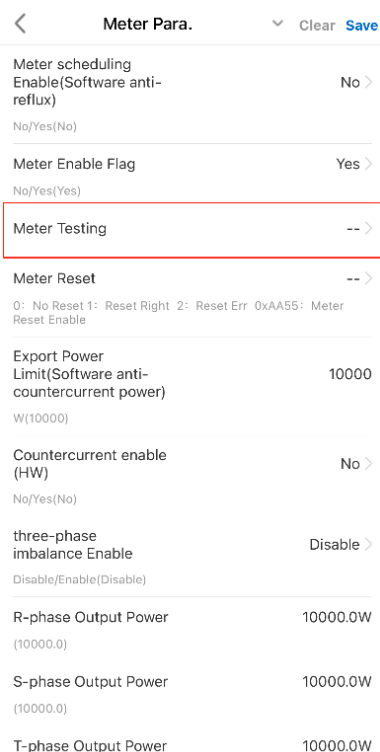 Meter Para.
Clear Save
Meter scheduling
Enable(Software anti-
reflux)
No
No/Yes(No)
Meter Enable Flag
Yes
No/Yes(Yes)
Meter Testing
--
Meter Reset
--
0: No Reset 1: Reset Right 2: Reset Err 0xAA55: Meter
Reset Enable
Export Power
Limit(Software anti-
countercurrent power)
10000
W(10000)
Countercurrent enable
(HW)
No
No/Yes(No)
three-phase
imbalance Enable
Disable
Disable/Enable(Disable)
R-phase Output Power
10000.0W
(10000.0)
S-phase Output Power
10000.0W
(10000.0)
T-phase Output Power
10000.0W